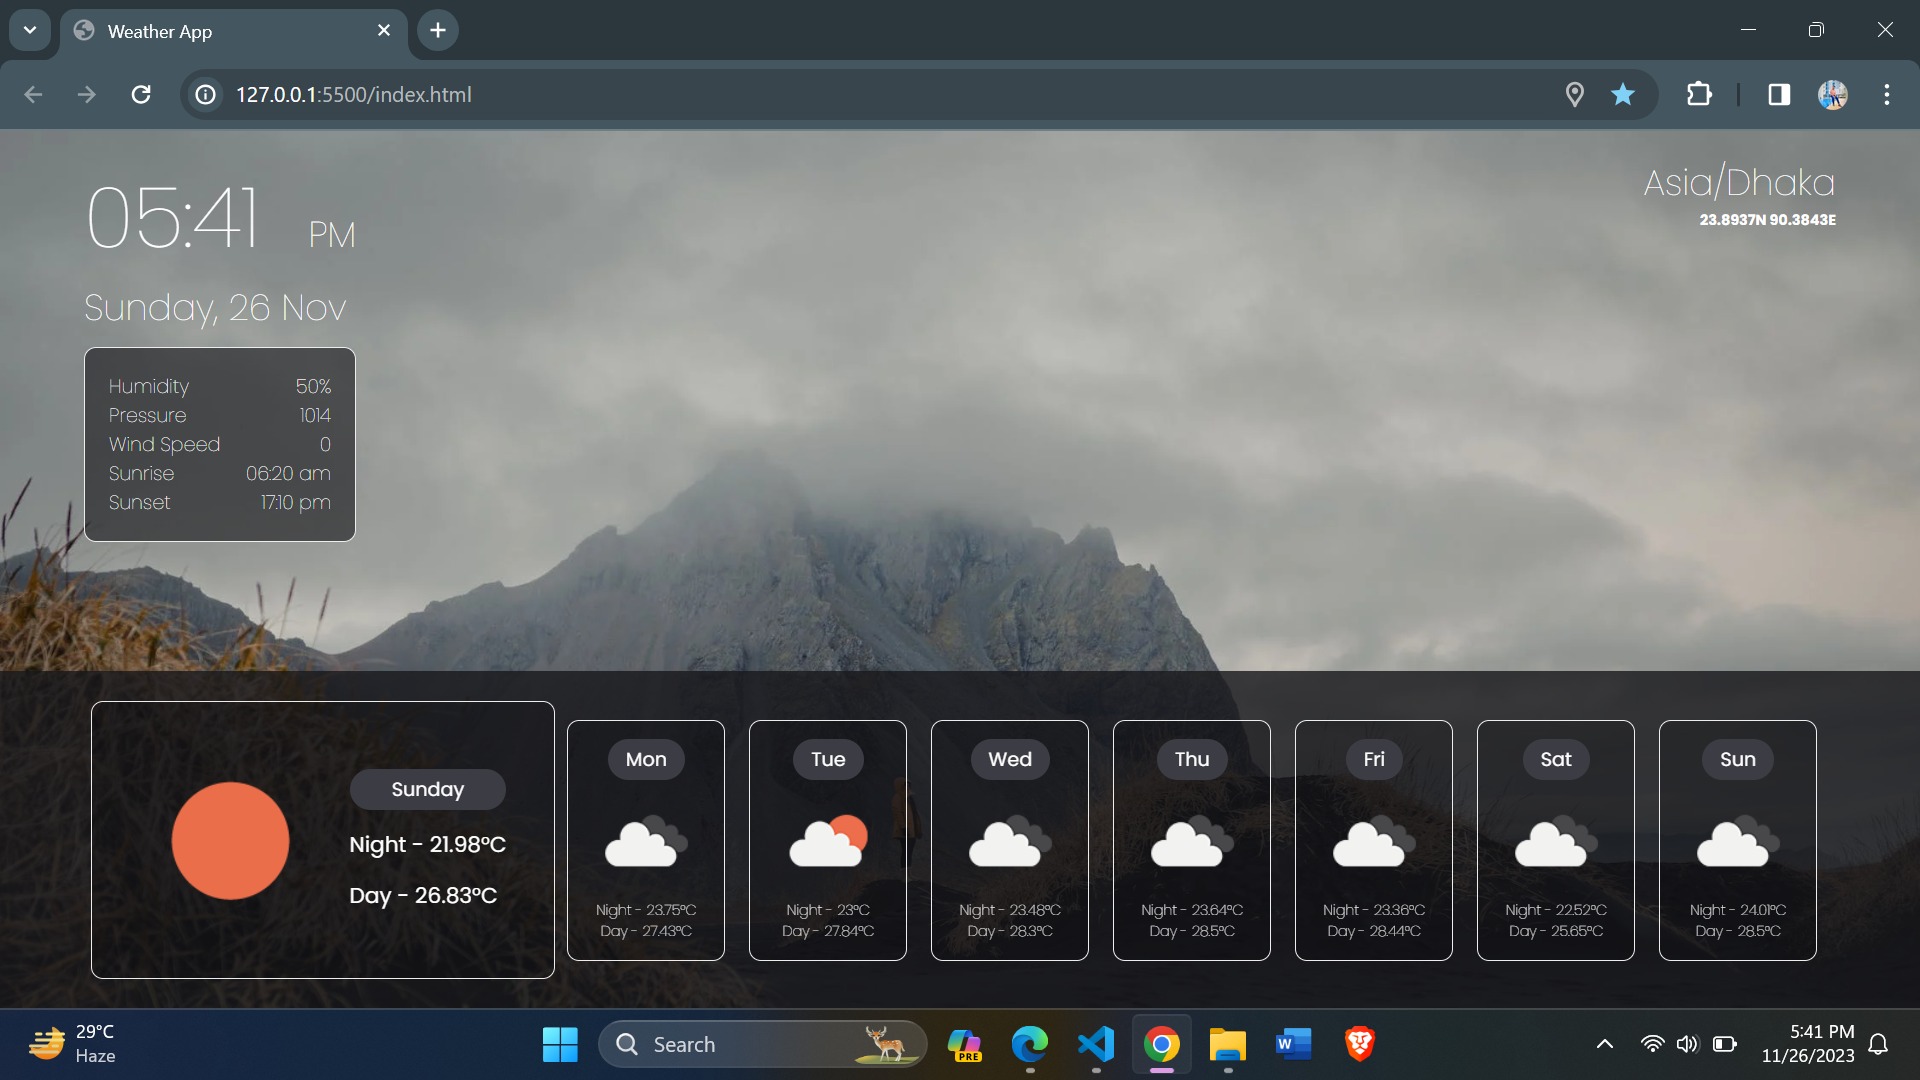 Weather App
127.0.0.1:5500/index.html
05:41 PM
Asia/Dhaka
23.8937N 90.3843E
Sunday, 26 Nov
Humidity 50%
Pressure 1014
Wind Speed 0
Sunrise 06:20 am
Sunset 17:10 pm
Sunday
Night - 21.98°C
Day - 26.83°C
Mon
Night - 23.75°C
Day - 27.43°C
Tue
Night - 23°C
Day - 27.84°C
Wed
Night - 23.48°C
Day - 28.3°C
Thu
Night - 23.64°C
Day - 28.5°C
Fri
Night - 23.36°C
Day - 28.44°C
Sat
Night - 22.52°C
Day - 25.65°C
Sun
Night - 24.01°C
Day - 28.5°C
29°C
Haze
Search
PRE
W
5:41 PM
11/26/2023